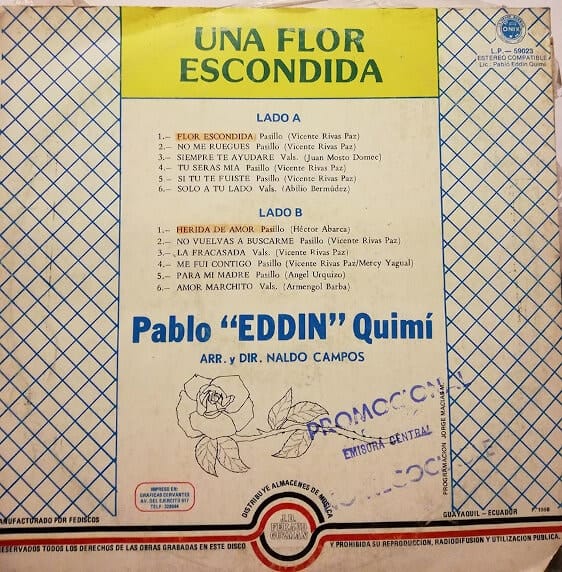 UNA FLOR
ESCONDIDA
ONIX
L.P. — 59023
ESTEREO COMPATIBLE
Lic. Pablo Eddin Quimi
LADO A
1.— FLOR ESCONDIDA Pasillo (Vicente Rivas Paz)
2.— NO ME RUEGUES Pasillo (Vicente Rivas Paz)
3.— SIEMPRE TE AYUDARE Vals. (Juan Mosto Domec)
4.— TU SERAS MIA Pasillo (Vicente Rivas Paz)
5.— SI TU TE FUISTE Pasillo (Vicente Rivas Paz)
6.— SOLO A TU LADO Vals. (Abilio Bermúdez)
LADO B
1.— HERIDA DE AMOR Pasillo (Héctor Abarca)
2.— NO VUELVAS A BUSCARME Pasillo (Vicente Rivas Paz)
3.— LA FRACASADA Vals. (Vicente Rivas Paz)
4.— ME FUI CONTIGO Pasillo (Vicente Rivas Paz/Mercy Yagual)
5.— PARA MI MADRE Pasillo (Angel Urquizo)
6.— AMOR MARCHITO Vals. (Armengol Barba)
Pablo "EDDIN" Quimí
ARR. y DIR. NALDO CAMPOS
PROMOCIONAL
EMISORA CENTRAL
PROGRAMACION JORGE MACIAS M.
IMPRESO EN:
GRAFICAS CERVANTES
AV. DEL EJERCITO 617
DISTRIBUYE ALMACENES DE MUSICA
J.D.
FERAUD
GUZMAN
MANUFACTURADO POR FEDISCOS
GUAYAQUIL – ECUADOR
RESERVADOS TODOS LOS DERECHOS DE LAS OBRAS GRABADAS EN ESTE DISCO
Y PROHIBIDA SU REPRODUCCION, RADIODIFUSION Y UTILIZACION PUBLICA.